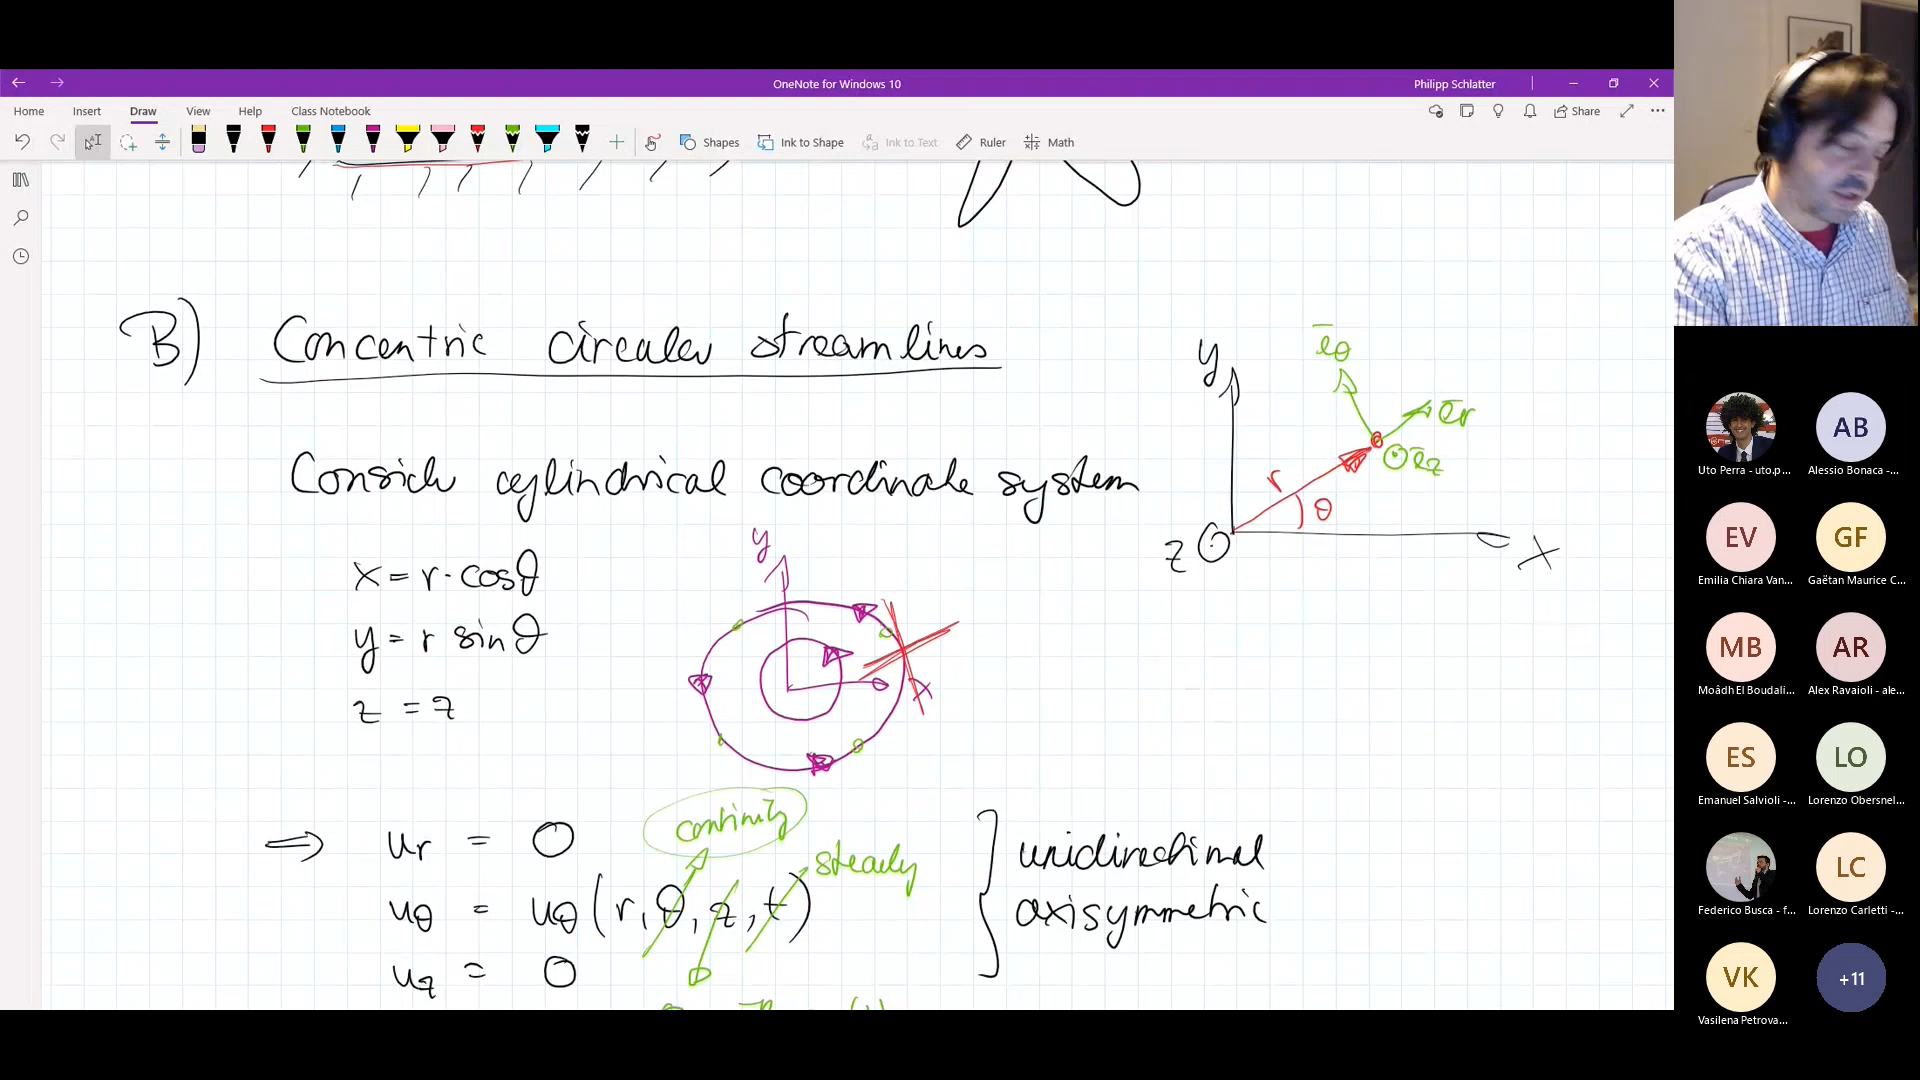 OneNote for Windows 10
Philipp Schlatter
Home Insert Draw View Help Class Notebook
Share
Shapes Ink to Shape Ink to Text Ruler Math
B) Concentric circular streamlines
Consider cylindrical coordinate system
x = r · cosθ
y = r sinθ
z = z
y
x
y
ēθ
ēr
ēz
r
θ
z
x
continuity
steady
⇒ ur = 0
uθ = uθ (r, θ, z, t)
uz = 0
unidirectional
axisymmetric
Uto Perra - uto.p...
AB
Alessio Bonaca -...
EV
Emilia Chiara Van...
GF
Gaëtan Maurice C...
MB
Moâdh El Boudali...
AR
Alex Ravaioli - ale...
ES
Emanuel Salvioli -...
LO
Lorenzo Obersnel...
Federico Busca - f...
LC
Lorenzo Carletti -...
VK
Vasilena Petrova...
+11